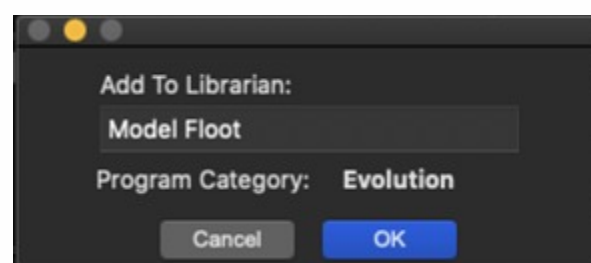 Add To Librarian:
Model Floot
Program Category: Evolution
Cancel OK